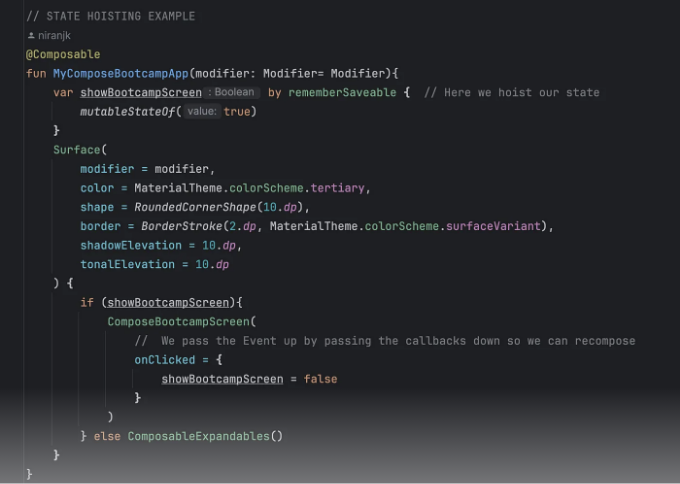 // STATE HOISTING EXAMPLE
niranjk
@Composable
fun MyComposeBootcampApp(modifier: Modifier= Modifier){
var showBootcampScreen : Boolean by rememberSaveable { // Here we hoist our state
mutableStateOf( value: true)
}
Surface(
modifier = modifier,
color = MaterialTheme.colorScheme.tertiary,
shape = RoundedCornerShape(10.dp),
border = BorderStroke(2.dp, MaterialTheme.colorScheme.surfaceVariant),
shadowElevation = 10.dp,
tonalElevation = 10.dp
) {
if (showBootcampScreen){
ComposeBootcampScreen(
// We pass the Event up by passing the callbacks down so we can recompose
onClicked = {
showBootcampScreen = false
}
)
} else ComposableExpandables()
}
}